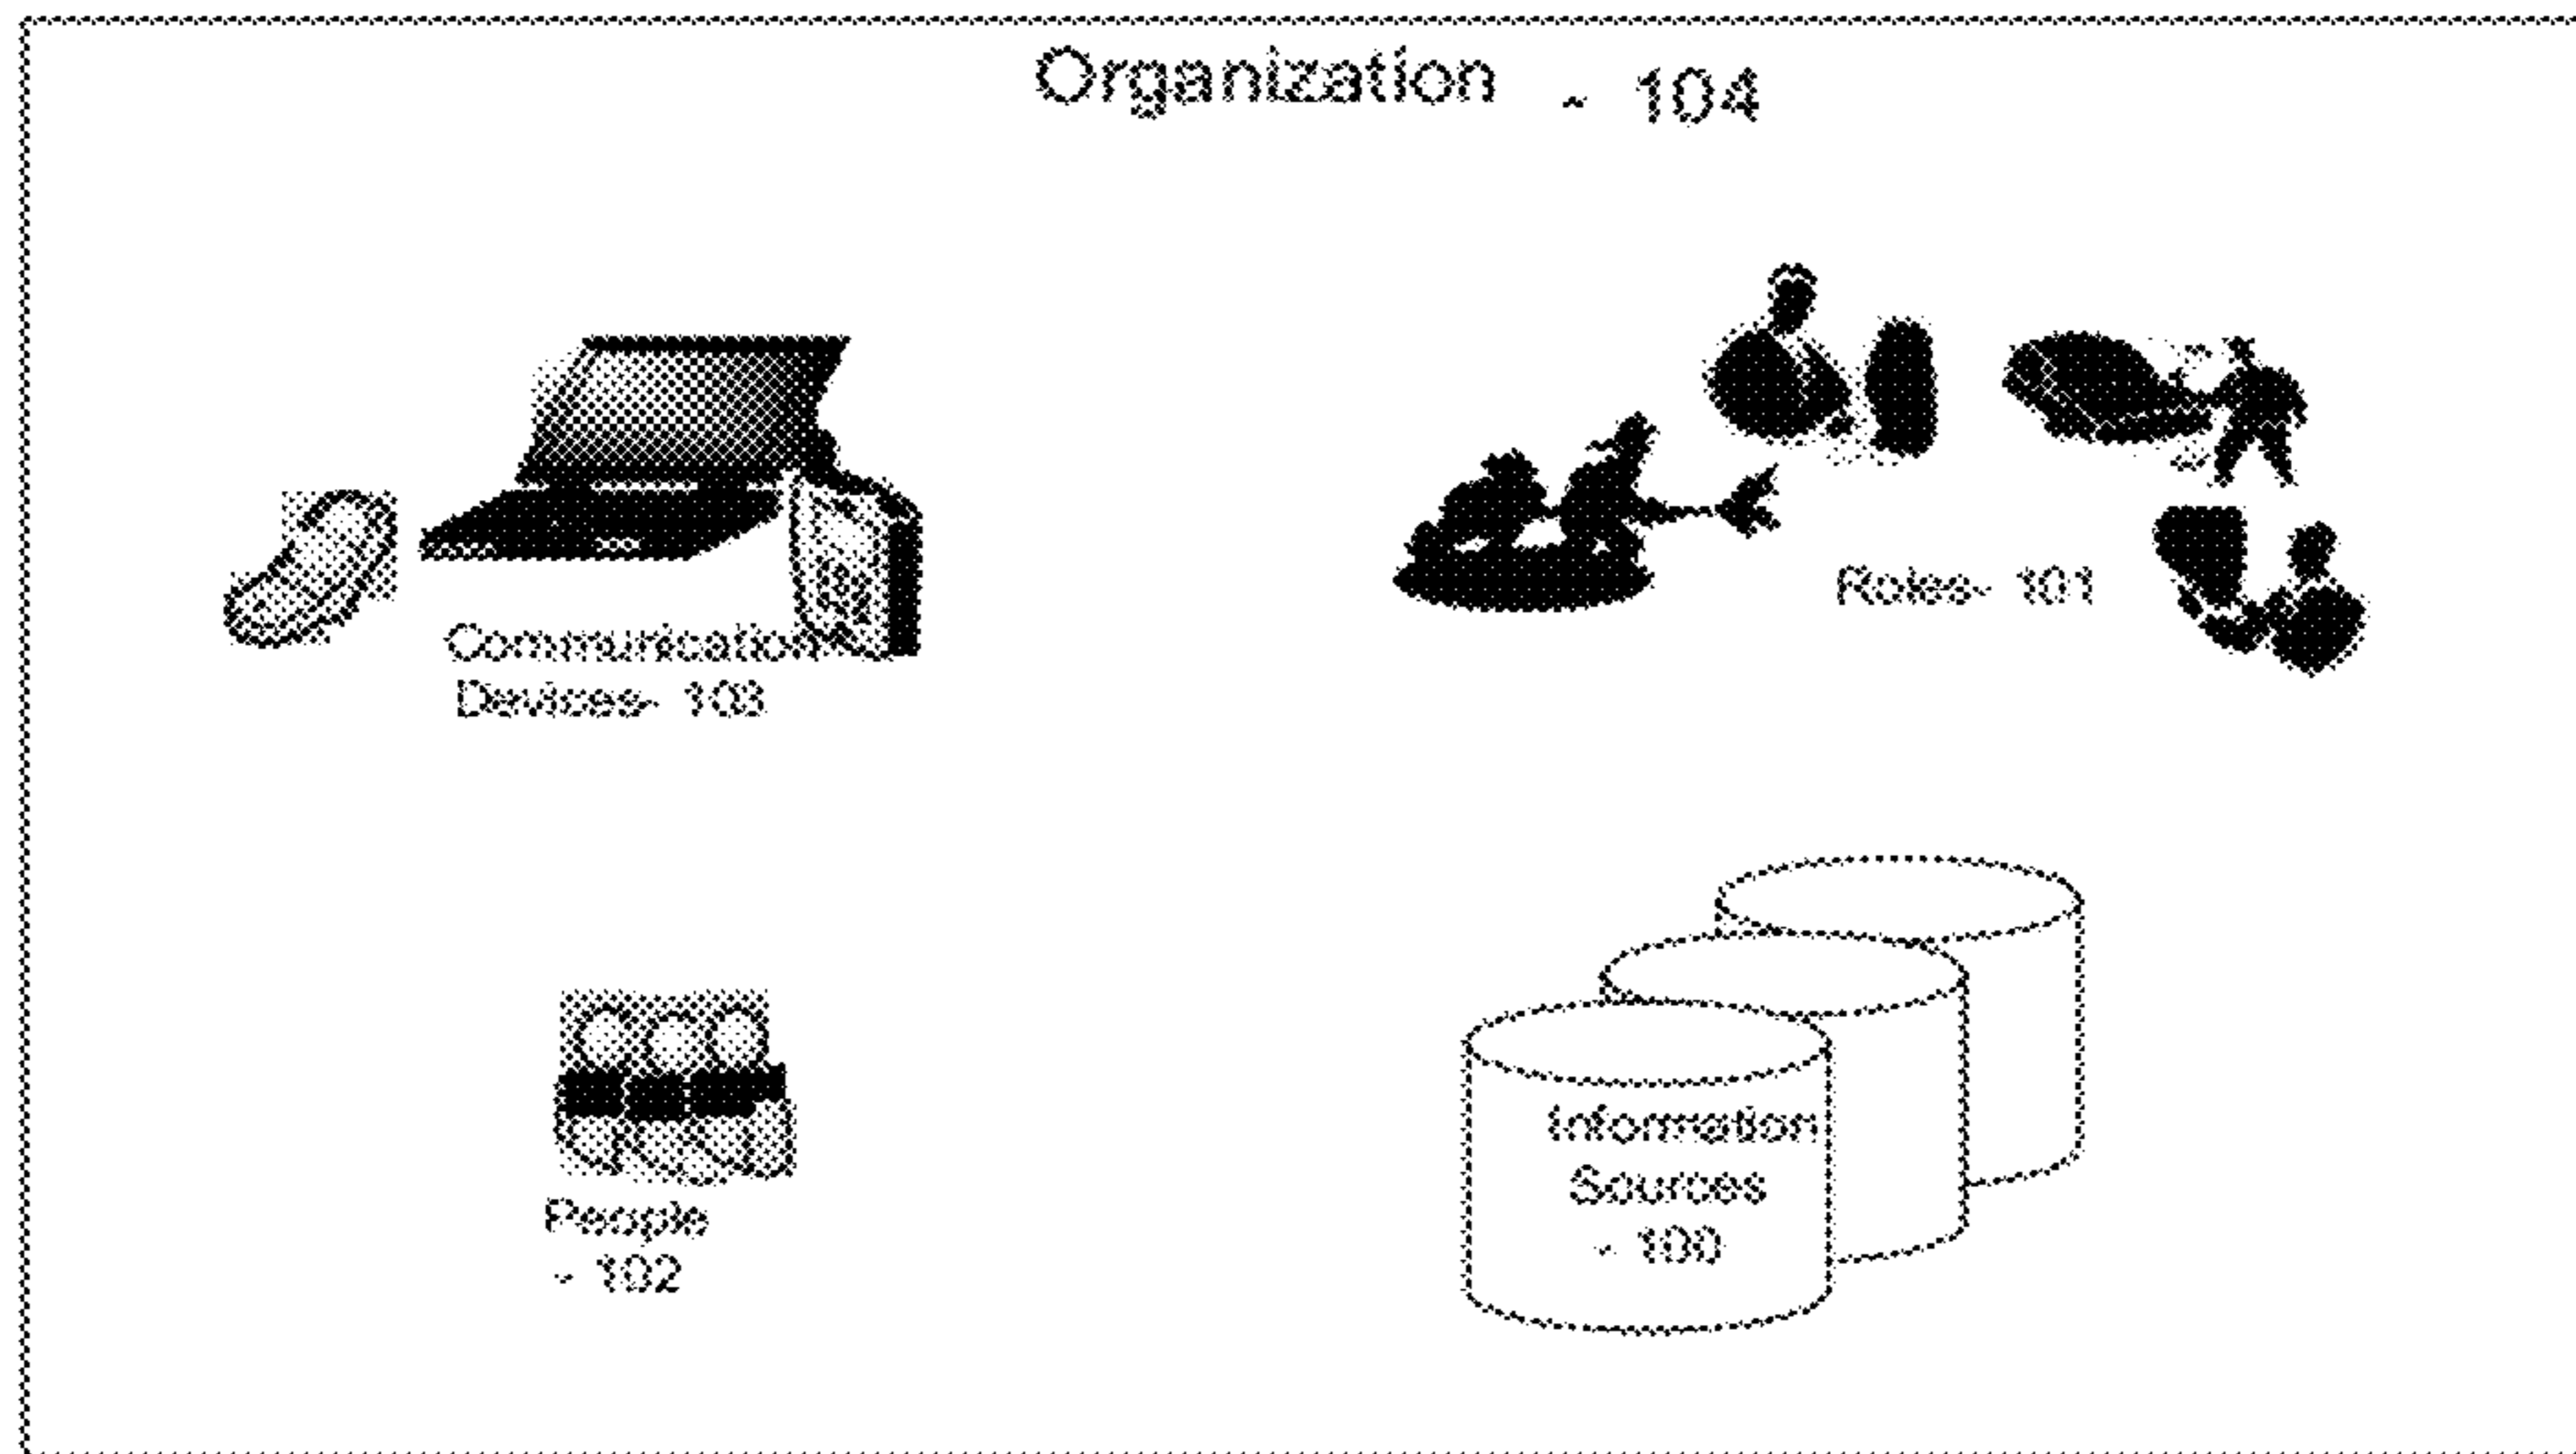 Organization - 104
Communication
Devices- 103
Roles- 101
People
- 102
Information
Sources
- 100